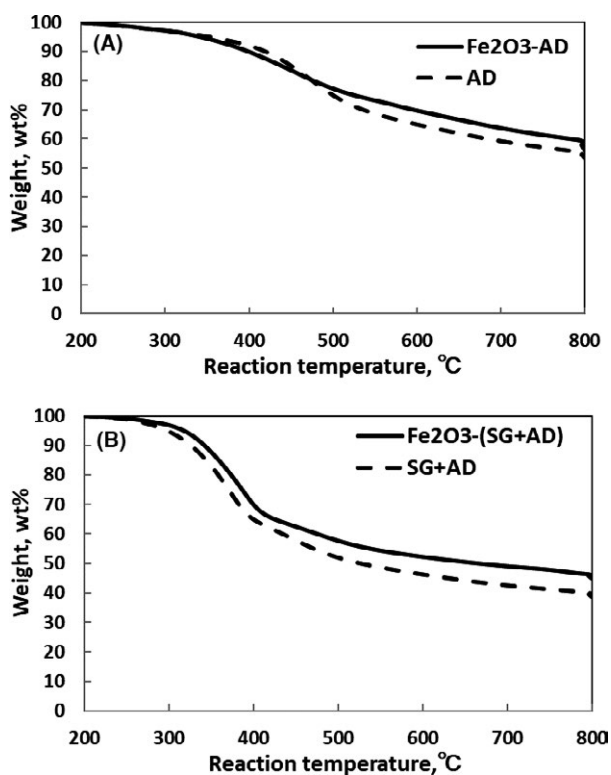 (A)
Fe2O3-AD
AD
100
90
80
70
60
50
40
30
20
10
0
Weight, wt%
200 300 400 500 600 700 800
Reaction temperature, °C
(B)
Fe2O3-(SG+AD)
SG+AD
100
90
80
70
60
50
40
30
20
10
0
Weight, wt%
200 300 400 500 600 700 800
Reaction temperature,°C